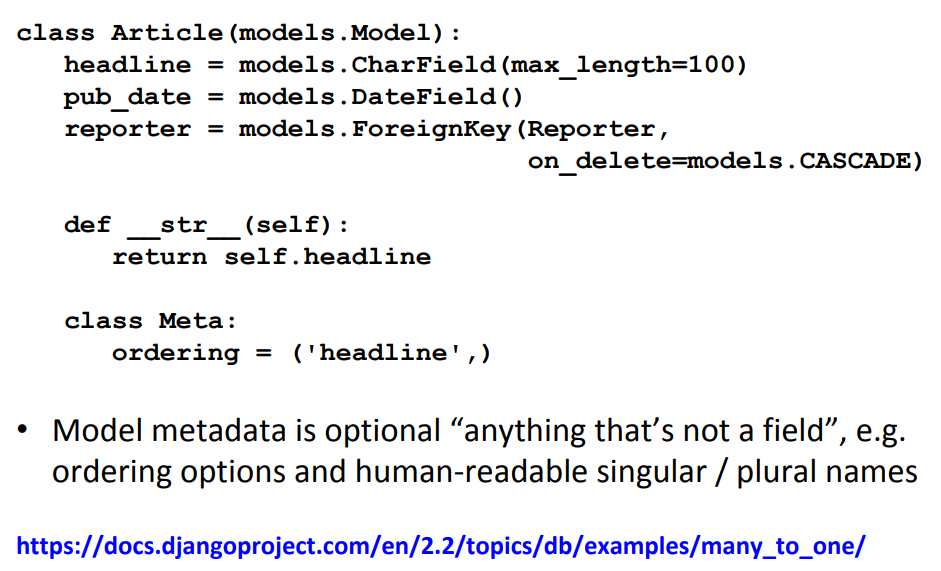 class Article(models.Model):
   headline = models.CharField(max_length=100)
   pub_date = models.DateField()
   reporter = models.ForeignKey(Reporter,
                                on_delete=models.CASCADE)
   def __str__(self):
      return self.headline
   class Meta:
      ordering = ('headline',)
• Model metadata is optional “anything that’s not a field”, e.g.
ordering options and human-readable singular / plural names
https://docs.djangoproject.com/en/2.2/topics/db/examples/many_to_one/